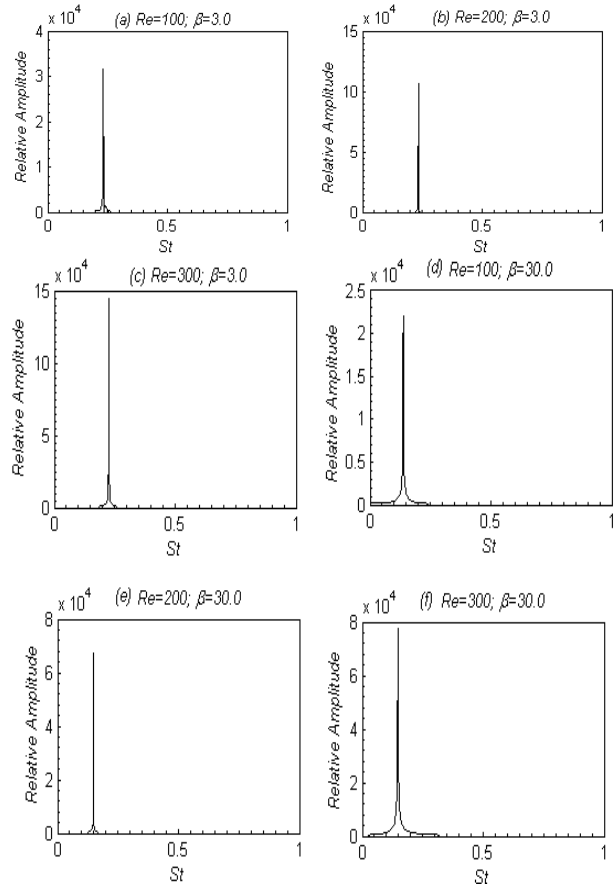 x 10^4 (a) Re=100; β=3.0
Relative Amplitude
4
3
2
1
0
0 0.5 1
St
x 10^4 (b) Re=200; β=3.0
Relative Amplitude
15
10
5
0
0 0.5 1
St
x 10^4 (c) Re=300; β=3.0
Relative Amplitude
15
10
5
0
0 0.5 1
St
x 10^4 (d) Re=100; β=30.0
Relative Amplitude
2.5
2
1.5
1
0.5
0
0 0.5 1
St
x 10^4 (e) Re=200; β=30.0
Relative Amplitude
8
6
4
2
0
0 0.5 1
St
x 10^4 (f) Re=300; β=30.0
Relative Amplitude
8
6
4
2
0
0 0.5 1
St